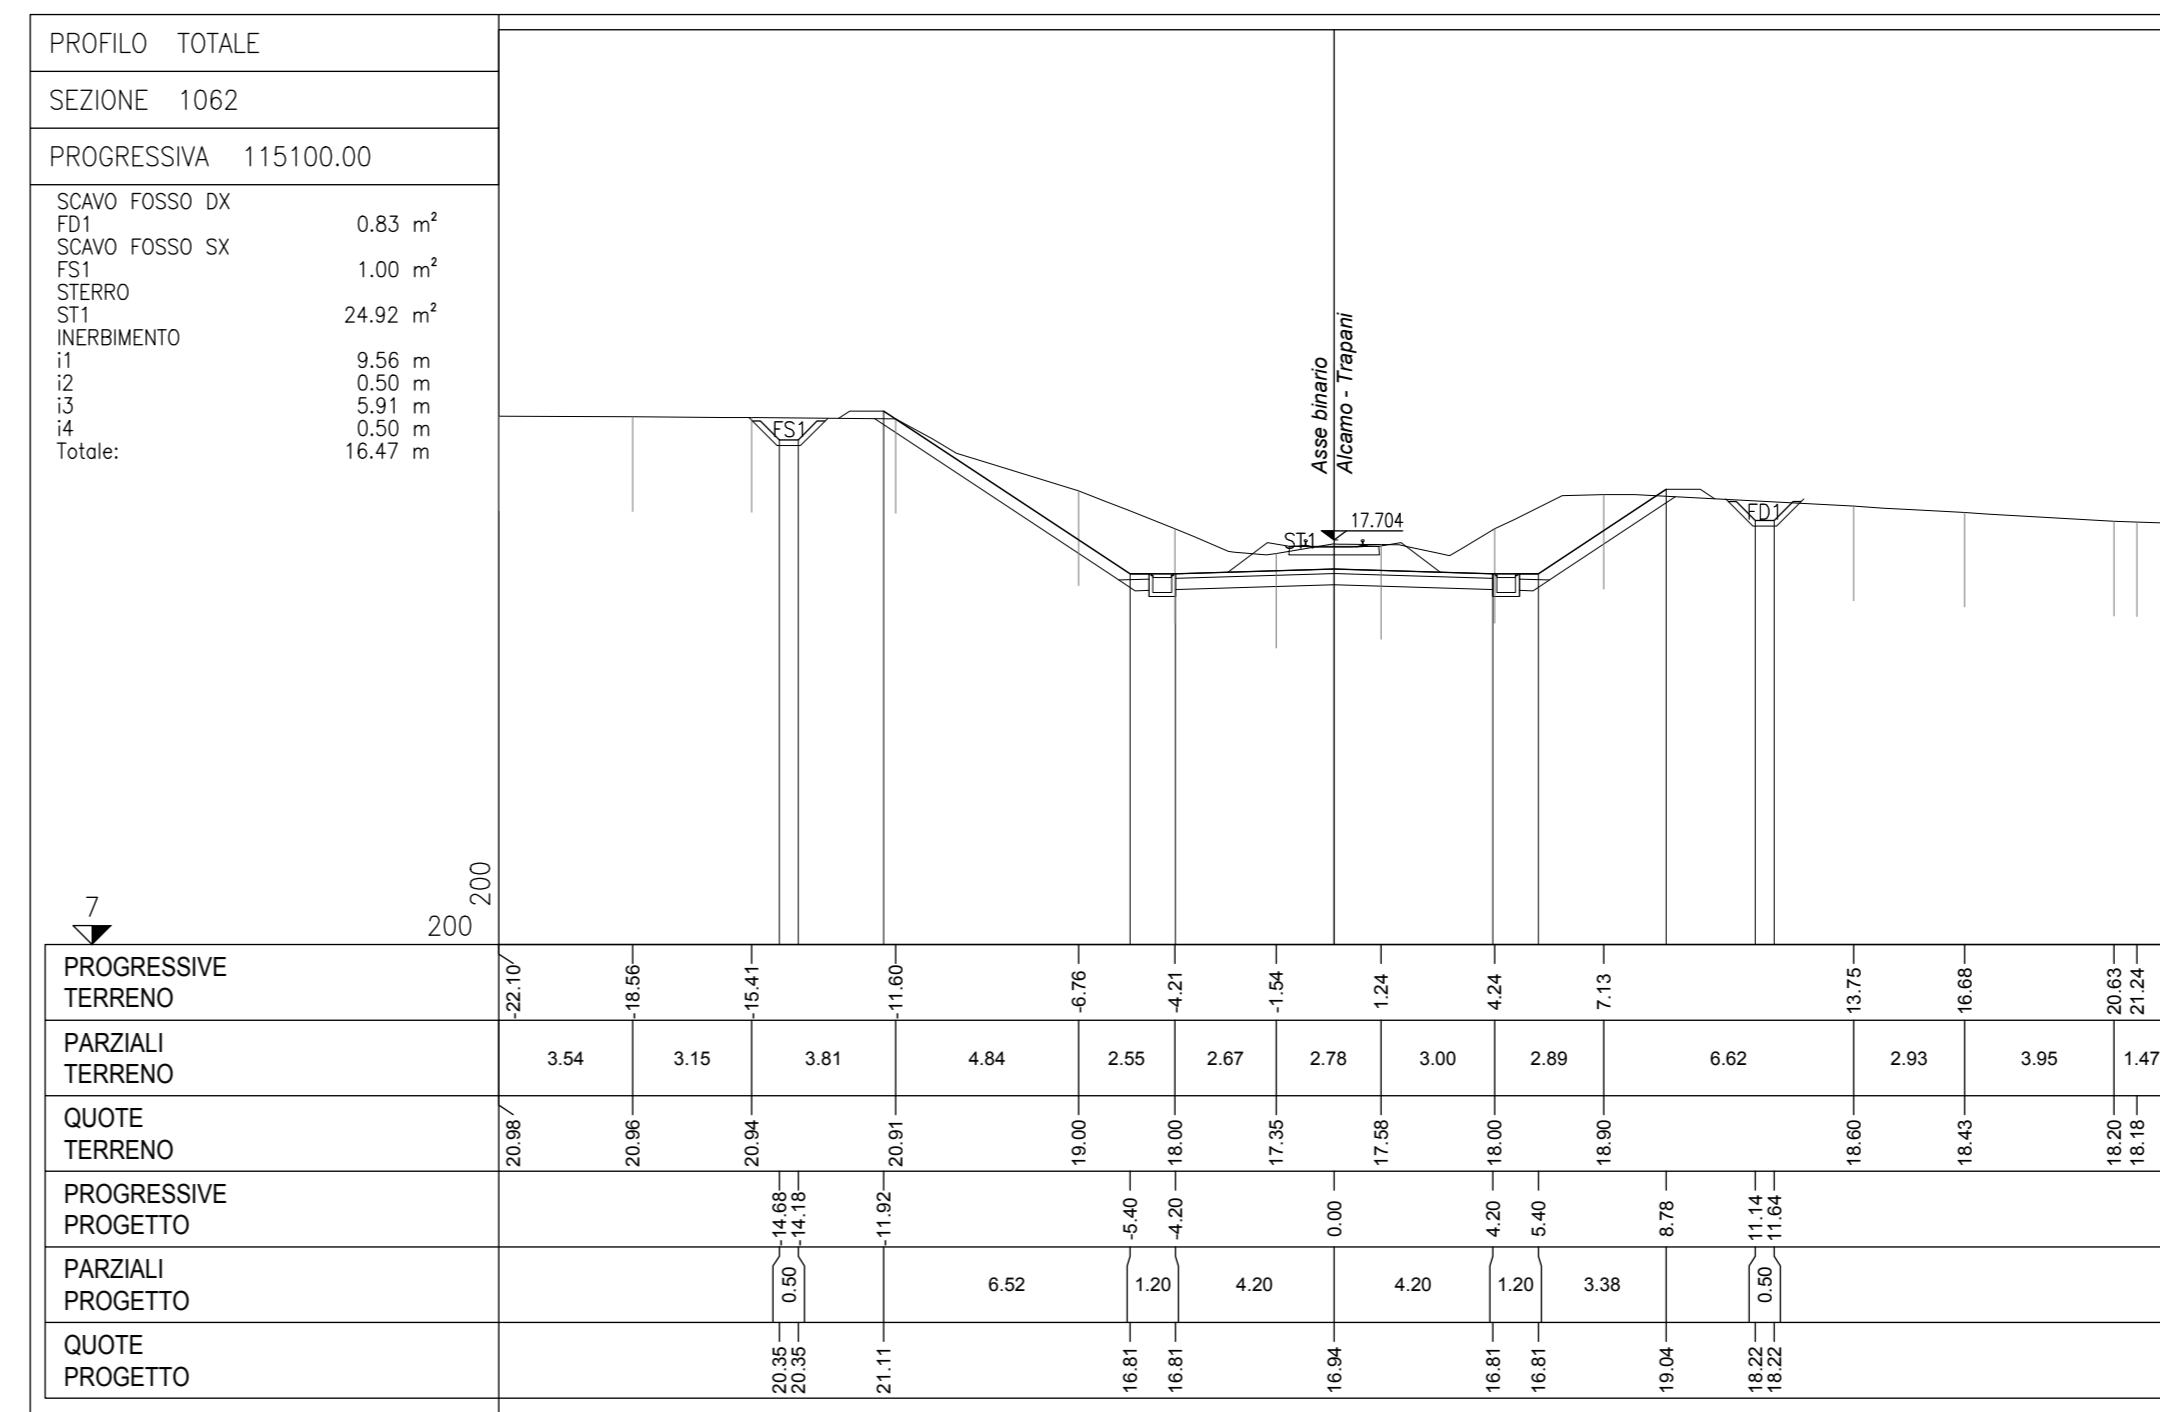 PROFILO TOTALE
SEZIONE 1062
PROGRESSIVA 115100.00
SCAVO FOSSO DX
FD1 0.83 m²
SCAVO FOSSO SX
FS1 1.00 m²
STERRO
ST1 24.92 m²
INERBIMENTO
i1 9.56 m
i2 0.50 m
i3 5.91 m
i4 0.50 m
Totale: 16.47 m
Asse binario
Alcamo - Trapani
FS1
17.704
ST1
FD1
7
200
200
PROGRESSIVE
TERRENO
-22.10 -18.56 -15.41 -11.60 -6.76 -4.21 -1.54 1.24 4.24 7.13 13.75 16.68 20.63 21.24
PARZIALI
TERRENO
3.54 3.15 3.81 4.84 2.55 2.67 2.78 3.00 2.89 6.62 2.93 3.95 1.47
QUOTE
TERRENO
20.98 20.96 20.94 20.91 19.00 18.00 17.35 17.58 18.00 18.90 18.60 18.43 18.20 18.18
PROGRESSIVE
PROGETTO
-14.68 -14.18 -11.92 -5.40 -4.20 0.00 4.20 5.40 8.78 11.14 11.64
PARZIALI
PROGETTO
0.50 6.52 1.20 4.20 4.20 1.20 3.38 0.50
QUOTE
PROGETTO
20.35 20.35 21.11 16.81 16.81 16.94 16.81 16.81 19.04 18.22 18.22